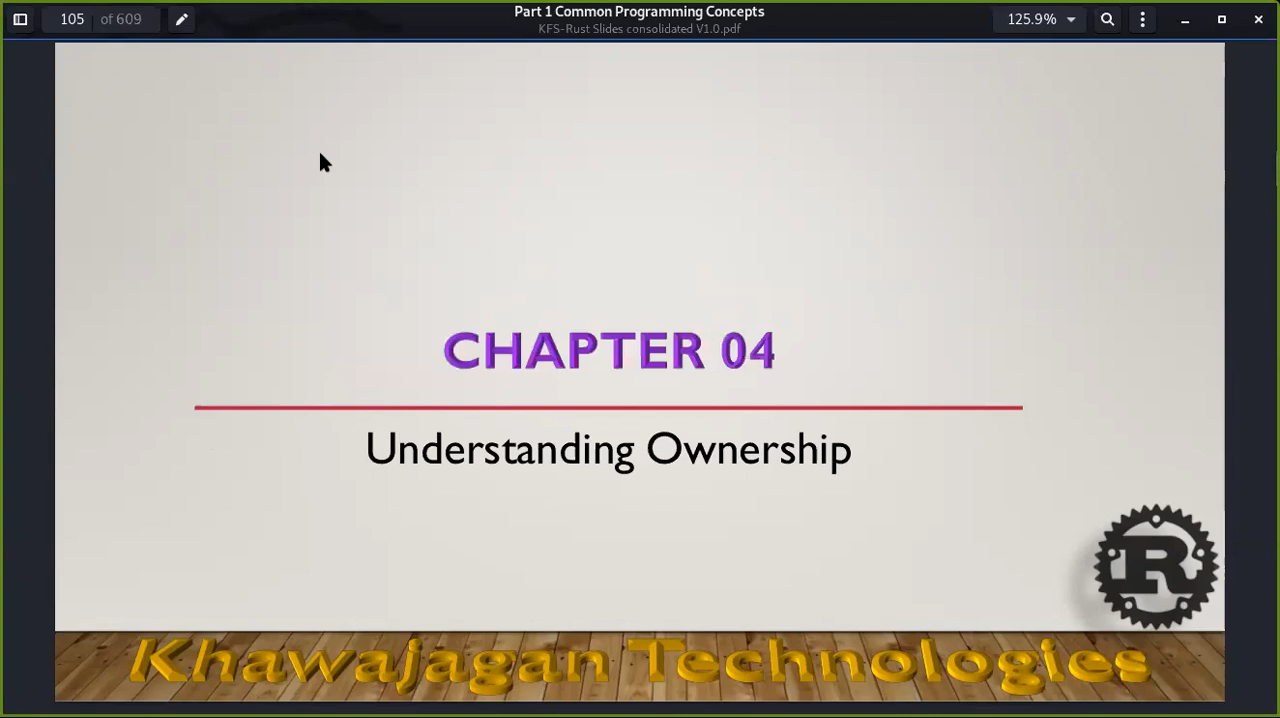 105 of 609
Part 1 Common Programming Concepts
KFS-Rust Slides consolidated V1.0.pdf
125.9%
CHAPTER 04
Understanding Ownership
R
Khawajagan Technologies